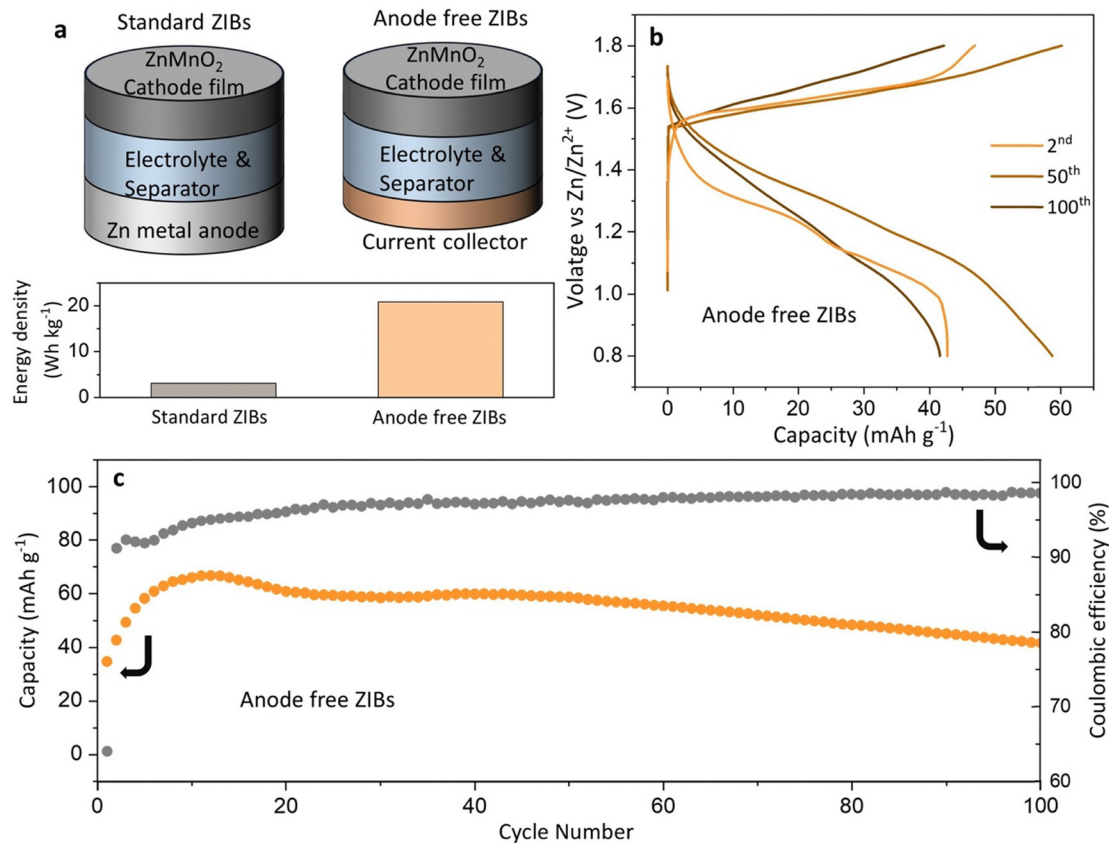 a
Standard ZIBs
Anode free ZIBs
ZnMnO₂
Cathode film
Electrolyte &
Separator
Zn metal anode
ZnMnO₂
Cathode film
Electrolyte &
Separator
Current collector
Energy density
(Wh kg⁻¹)
20
10
0
Standard ZIBs
Anode free ZIBs
b
Volatge vs Zn/Zn²⁺ (V)
1.8
1.6
1.4
1.2
1.0
0.8
2ⁿᵈ
50ᵗʰ
100ᵗʰ
Anode free ZIBs
0 10 20 30 40 50 60
Capacity (mAh g⁻¹)
c
Capacity (mAh g⁻¹)
100
80
60
40
20
0
Anode free ZIBs
100
90
80
70
60
Coulombic efficiency (%)
0 20 40 60 80 100
Cycle Number